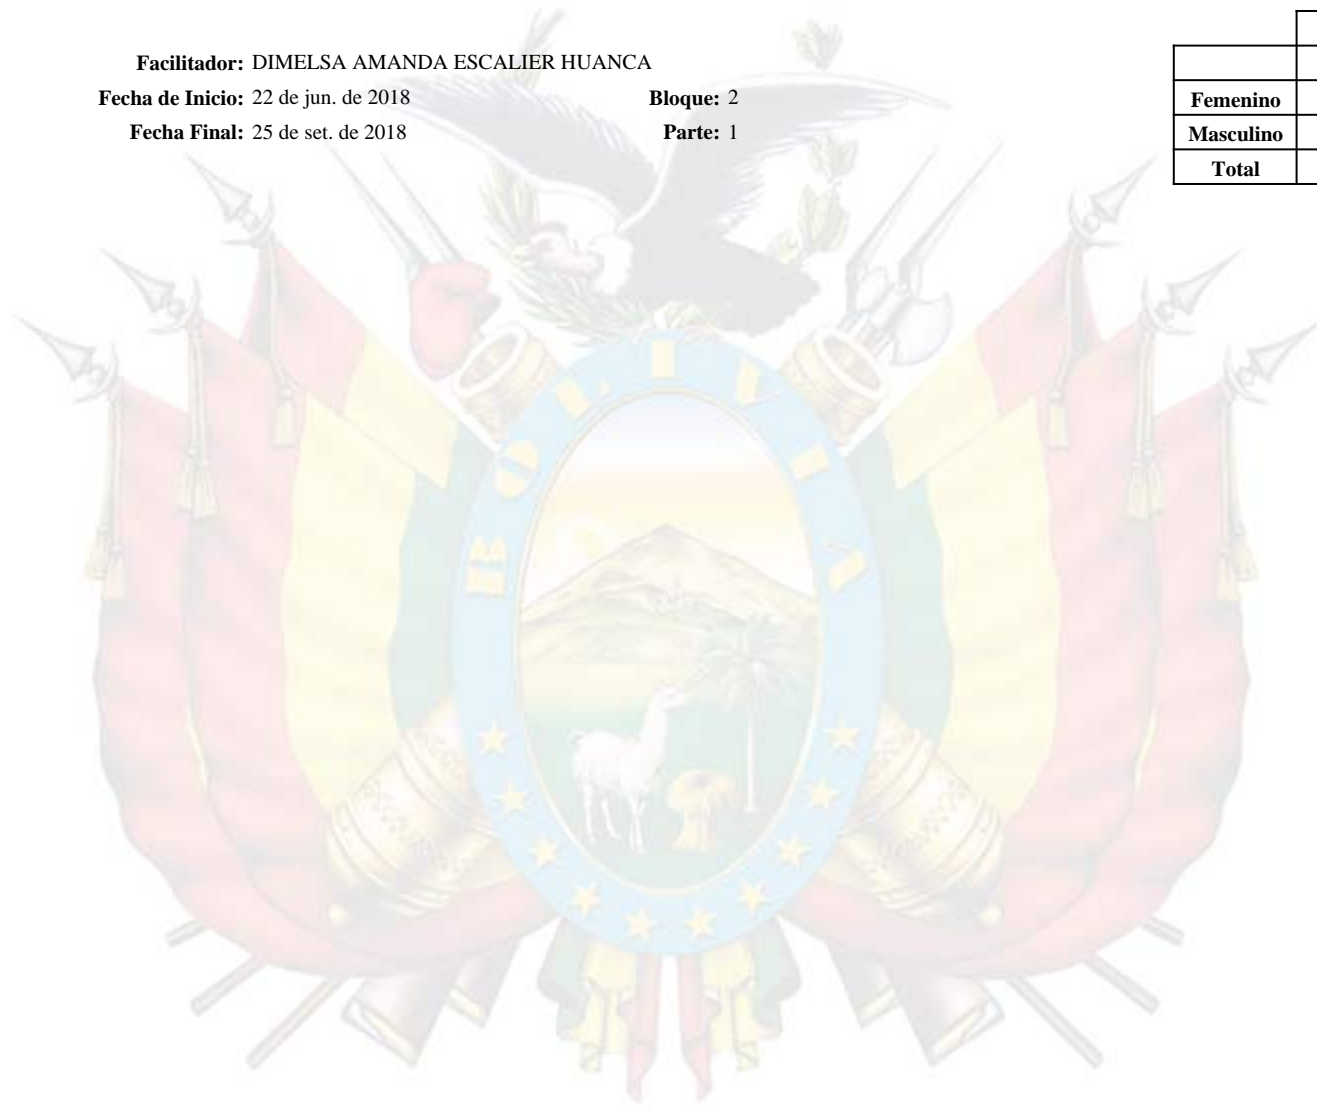 Facilitador: DIMELSA AMANDA ESCALIER HUANCA
Fecha de Inicio: 22 de jun. de 2018 Bloque: 2
Fecha Final: 25 de set. de 2018 Parte: 1
Femenino
Masculino
Total
BOLIVIA